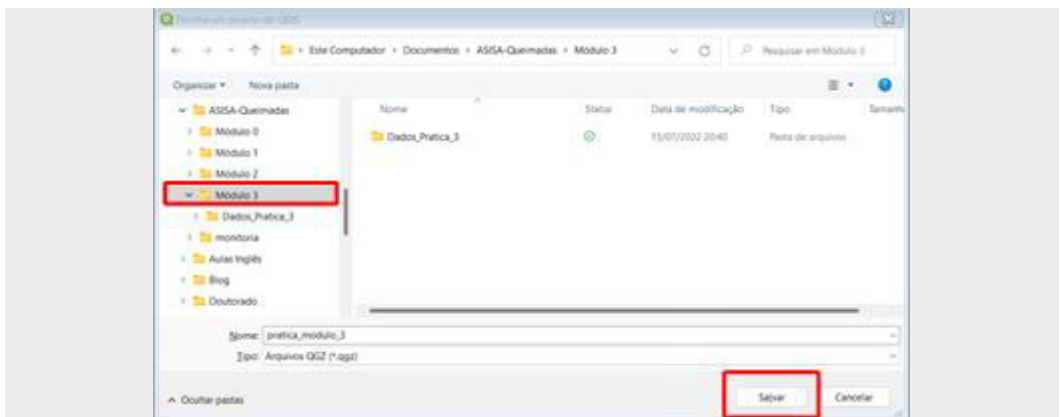 Escolha um projeto do QGIS
Este Computador › Documentos › ASISA-Queimadas › Módulo 3
Pesquisar em Módulo 3
Organizar Nova pasta
ASISA-Queimadas
Módulo 0
Módulo 1
Módulo 2
Módulo 3
Dados_Pratica_3
monitoria
Aulas Inglês
Blog
Doutorado
Nome Status Data de modificação Tipo Tamanho
Dados_Pratica_3 15/07/2022 20:40 Pasta de arquivos
Nome: pratica_modulo_3
Tipo: Arquivos QGZ (*.qgz)
Ocultar pastas
Salvar Cancelar